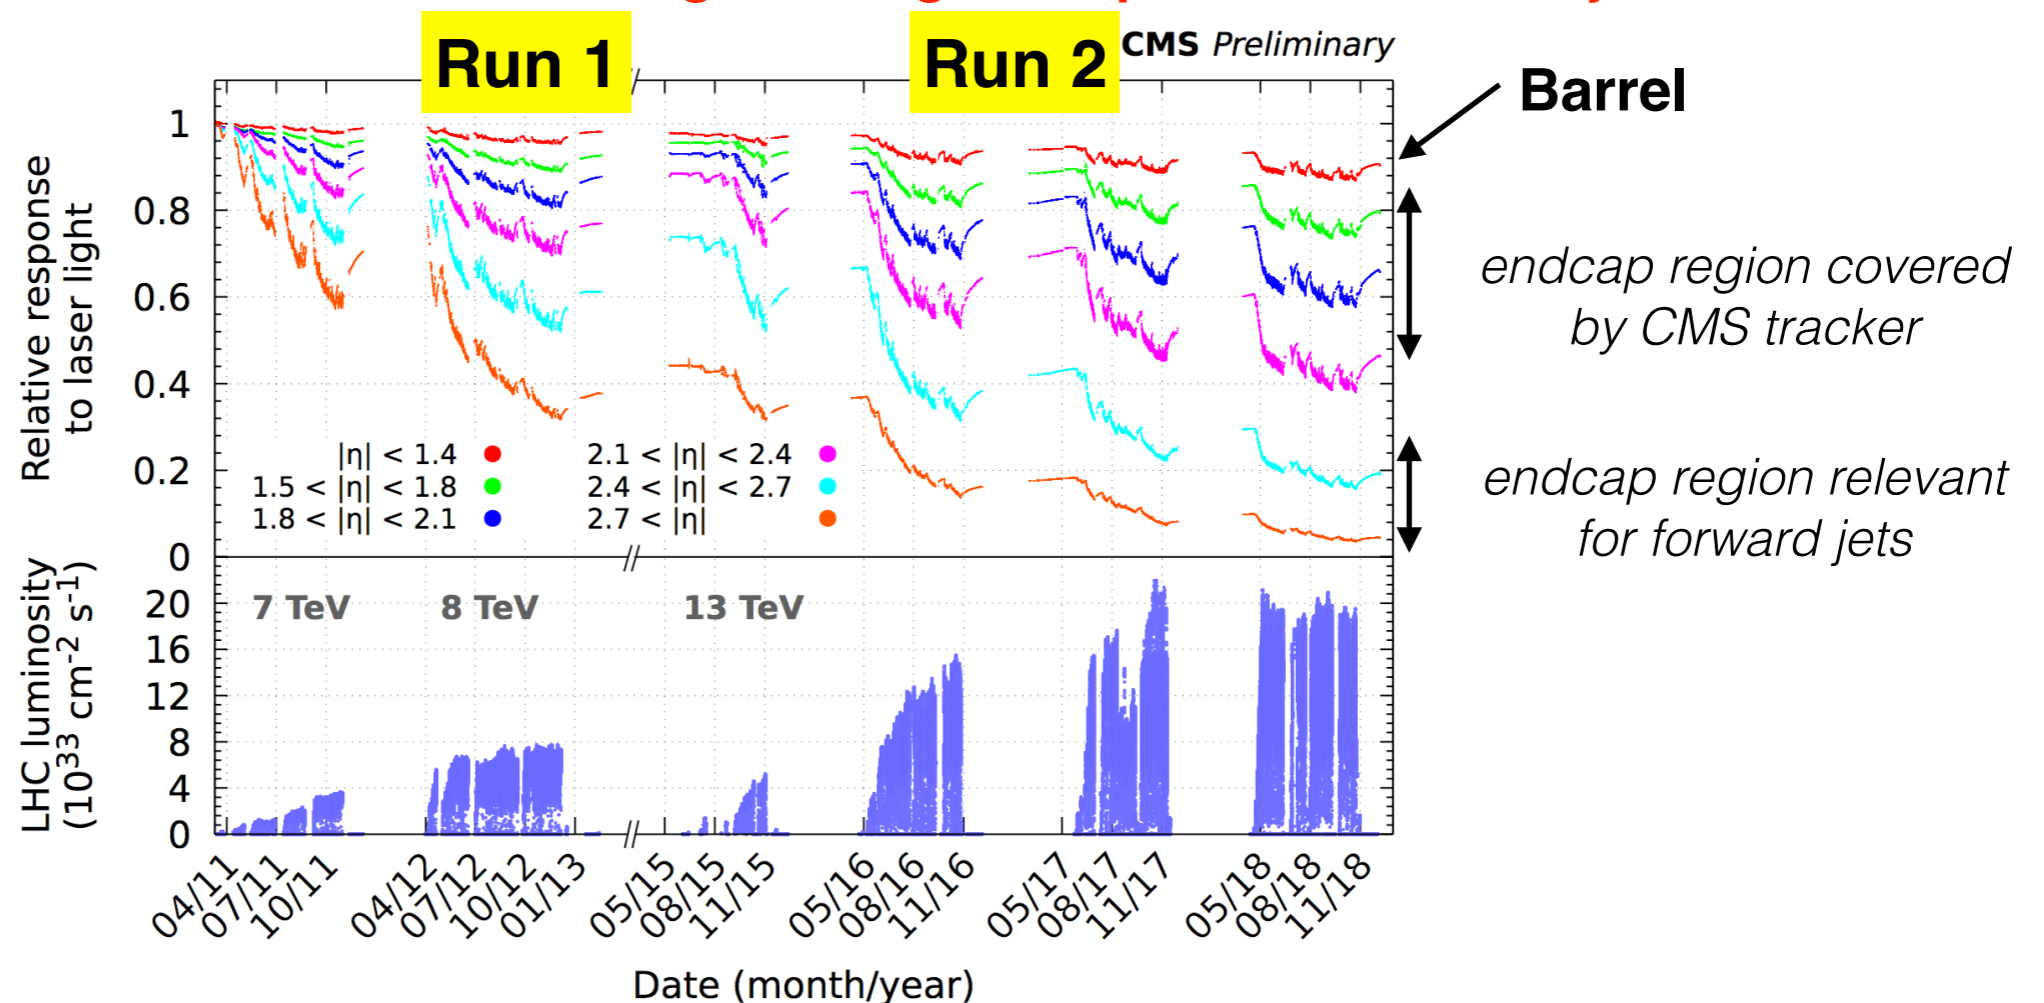 Run 1
Run 2
CMS Preliminary
Barrel
Relative response
to laser light
1
0.8
0.6
0.4
0.2
0
|η| < 1.4
1.5 < |η| < 1.8
1.8 < |η| < 2.1
2.1 < |η| < 2.4
2.4 < |η| < 2.7
2.7 < |η|
endcap region covered
by CMS tracker
endcap region relevant
for forward jets
LHC luminosity
(10³³ cm⁻² s⁻¹)
20
16
12
8
4
0
7 TeV
8 TeV
13 TeV
04/11
07/11
10/11
04/12
07/12
10/12
01/13
05/15
08/15
11/15
05/16
08/16
11/16
05/17
08/17
11/17
05/18
08/18
11/18
Date (month/year)